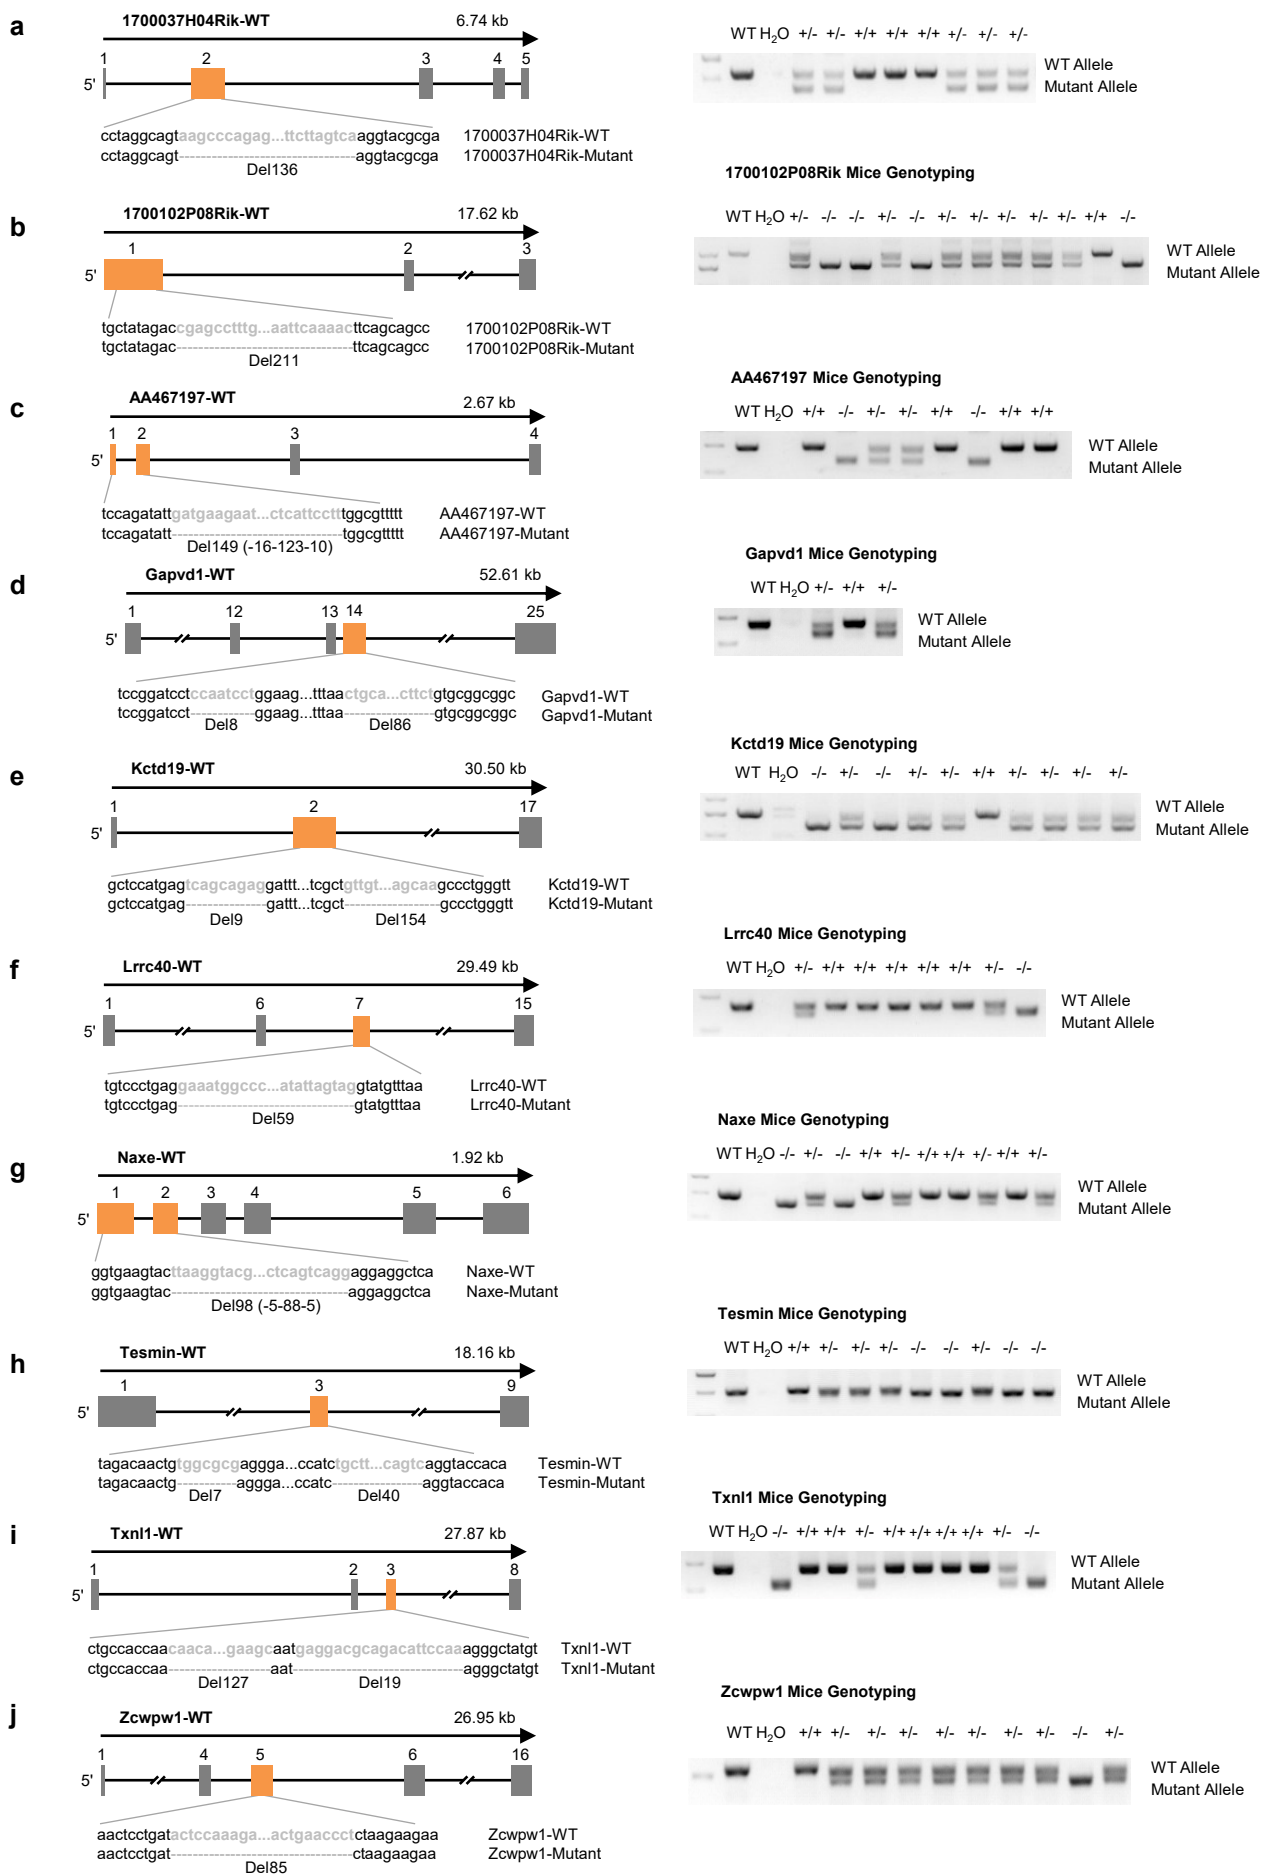 a
1700037H04Rik-WT 6.74 kb
1 2 3 4 5
5'
cctaggcagtaagcccagag...ttcttagtcaaggtacgcga 1700037H04Rik-WT
cctaggcagt---------------------aggtacgcga 1700037H04Rik-Mutant
Del136
WT H₂O +/- +/- +/+ +/+ +/+ +/- +/- +/-
WT Allele
Mutant Allele
b
1700102P08Rik-WT 17.62 kb
1 2 3
5'
tgctatagaccgagcctttg...aattcaaaacttcagcagcc 1700102P08Rik-WT
tgctatagac---------------------ttcagcagcc 1700102P08Rik-Mutant
Del211
1700102P08Rik Mice Genotyping
WT H₂O +/- -/- -/- +/- -/- +/- +/- +/- +/- +/- +/+ -/-
WT Allele
Mutant Allele
c
AA467197-WT 2.67 kb
1 2 3 4
5'
tccagatattgatgaagaat...ctcattcctttggcgttttt AA467197-WT
tccagatatt---------------------tggcgttttt AA467197-Mutant
Del149 (-16-123-10)
AA467197 Mice Genotyping
WT H₂O +/+ -/- +/- +/- +/+ -/- +/+ +/+
WT Allele
Mutant Allele
d
Gapvd1-WT 52.61 kb
1 12 13 14 25
5'
tccggatcctccaatcctggaag...tttaactgca...cttctgtgcggcggc Gapvd1-WT
tccggatcct--------ggaag...tttaa-----------gtgcggcggc Gapvd1-Mutant
Del8 Del86
Gapvd1 Mice Genotyping
WT H₂O +/- +/+ +/-
WT Allele
Mutant Allele
e
Kctd19-WT 30.50 kb
1 2 17
5'
gctccatgagtcagcagaggattt...tcgctgttgt...agcaagccctgggtt Kctd19-WT
gctccatgag---------gattt...tcgct-----------gccctgggtt Kctd19-Mutant
Del9 Del154
Kctd19 Mice Genotyping
WT H₂O -/- +/- -/- +/- +/- +/+ +/- +/- +/- +/-
WT Allele
Mutant Allele
f
Lrrc40-WT 29.49 kb
1 6 7 15
5'
tgtccctgaggaaatggccc...atattagtaggtatgtttaa Lrrc40-WT
tgtccctgag---------------------gtatgtttaa Lrrc40-Mutant
Del59
Lrrc40 Mice Genotyping
WT H₂O +/- +/+ +/+ +/+ +/+ +/+ +/- -/-
WT Allele
Mutant Allele
g
Naxe-WT 1.92 kb
1 2 3 4 5 6
5'
ggtgaagtacttaaggtacg...ctcagtcaggaggaggctca Naxe-WT
ggtgaagtac---------------------aggaggctca Naxe-Mutant
Del98 (-5-88-5)
Naxe Mice Genotyping
WT H₂O -/- +/- -/- +/+ +/- +/+ +/+ +/- +/+ +/-
WT Allele
Mutant Allele
h
Tesmin-WT 18.16 kb
1 3 9
5'
tagacaactgtggcgcgaggga...ccatctgctt...cagtcaggtaccaca Tesmin-WT
tagacaactg-------aggga...ccatc-----------aggtaccaca Tesmin-Mutant
Del7 Del40
Tesmin Mice Genotyping
WT H₂O +/+ +/- +/- +/- -/- -/- +/- -/- -/-
WT Allele
Mutant Allele
i
Txnl1-WT 27.87 kb
1 2 3 8
5'
ctgccaccaacaaca...gaagcaatgaggacgcagacattccaaagggctatgt Txnl1-WT
ctgccaccaa-----------aat-------------------agggctatgt Txnl1-Mutant
Del127 Del19
Txnl1 Mice Genotyping
WT H₂O -/- +/+ +/+ +/- +/+ +/+ +/+ +/+ +/- -/-
WT Allele
Mutant Allele
j
Zcwpw1-WT 26.95 kb
1 4 5 6 16
5'
aactcctgatactccaaaga...actgaaccctctaagaagaa Zcwpw1-WT
aactcctgat---------------------ctaagaagaa Zcwpw1-Mutant
Del85
Zcwpw1 Mice Genotyping
WT H₂O +/+ +/- +/- +/- +/- +/- +/- +/- -/- +/-
WT Allele
Mutant Allele